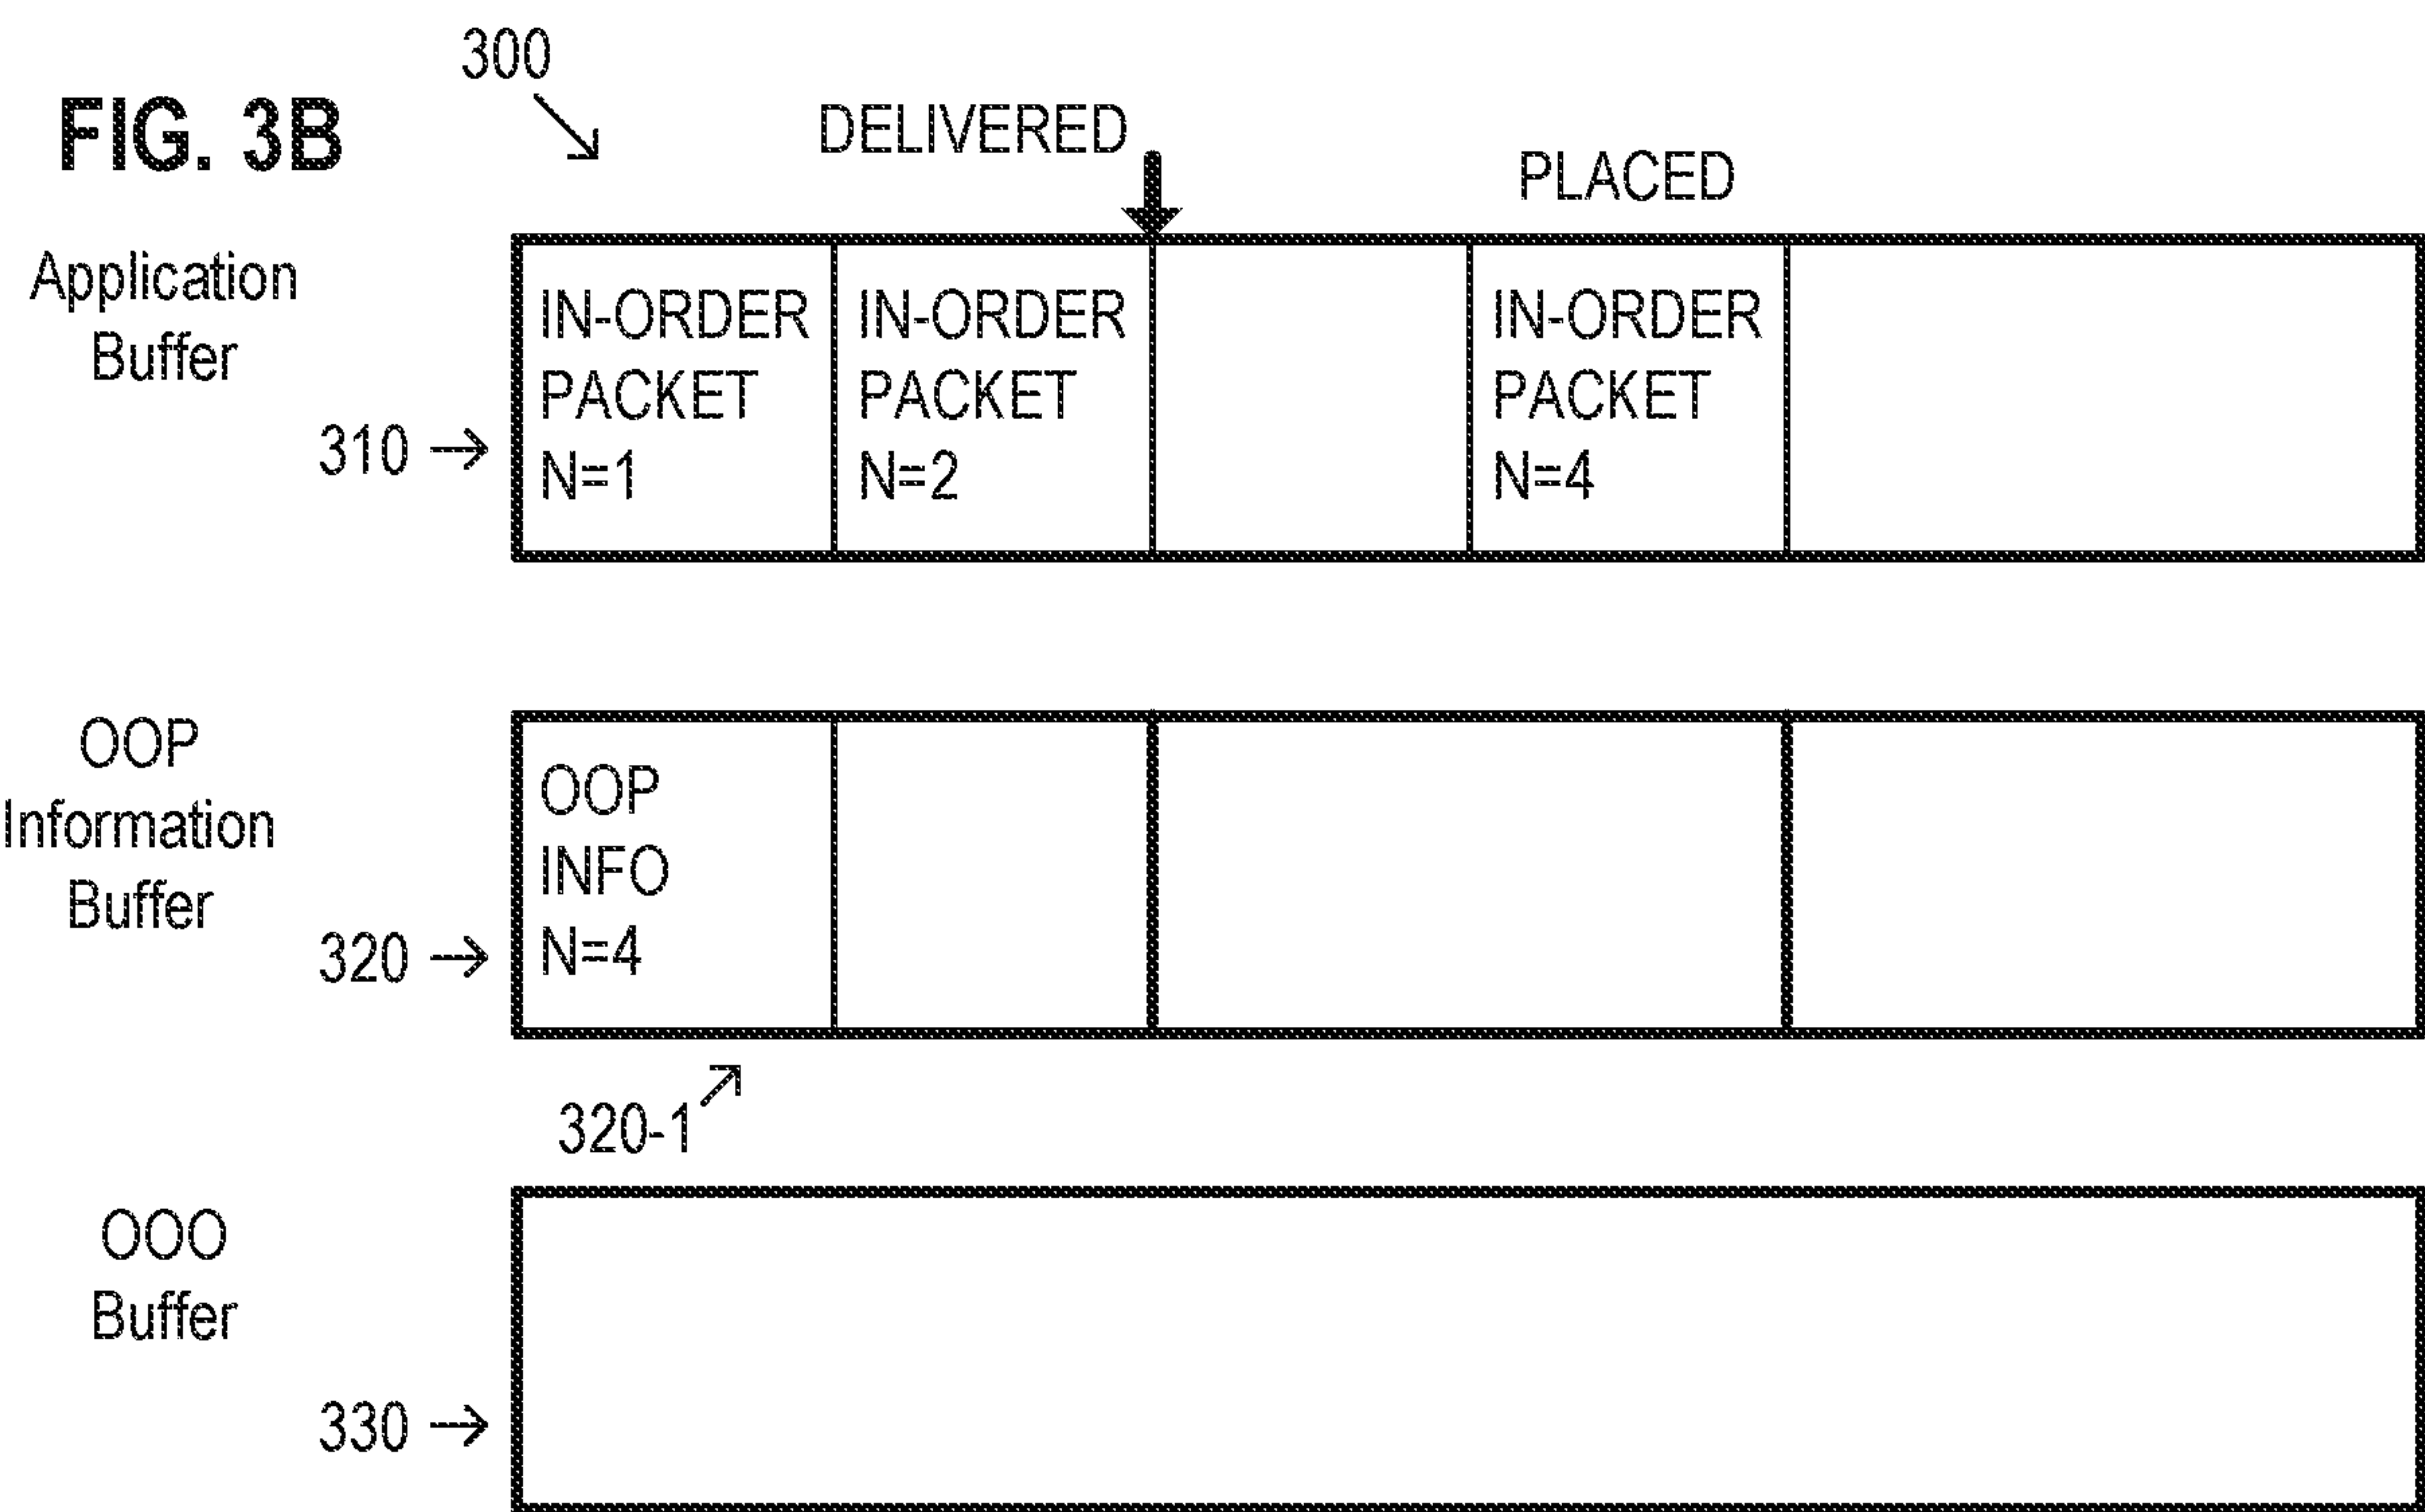 FIG. 3B
300
DELIVERED
PLACED
Application
Buffer
310
IN-ORDER
PACKET
N=1
IN-ORDER
PACKET
N=2
IN-ORDER
PACKET
N=4
OOP
Information
Buffer
320
OOP
INFO
N=4
320-1
OOO
Buffer
330